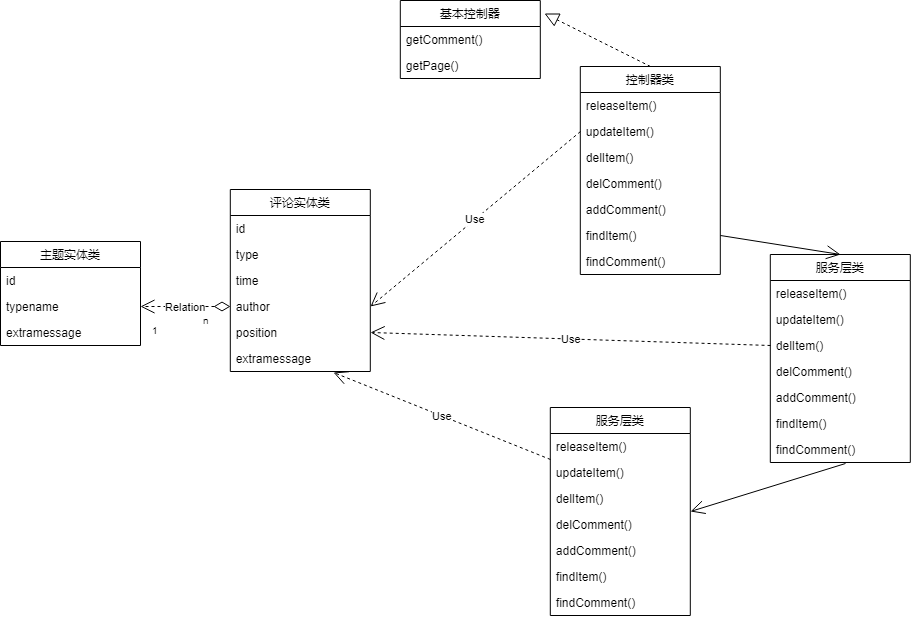 基本控制器
getComment()
getPage()
控制器类
releaseItem()
updateItem()
delItem()
delComment()
addComment()
findItem()
findComment()
Use
评论实体类
id
type
time
author
position
extramessage
主题实体类
id
typename
extramessage
Relation
n
1
服务层类
releaseItem()
updateItem()
delItem()
delComment()
addComment()
findItem()
findComment()
Use
Use
服务层类
releaseItem()
updateItem()
delItem()
delComment()
addComment()
findItem()
findComment()